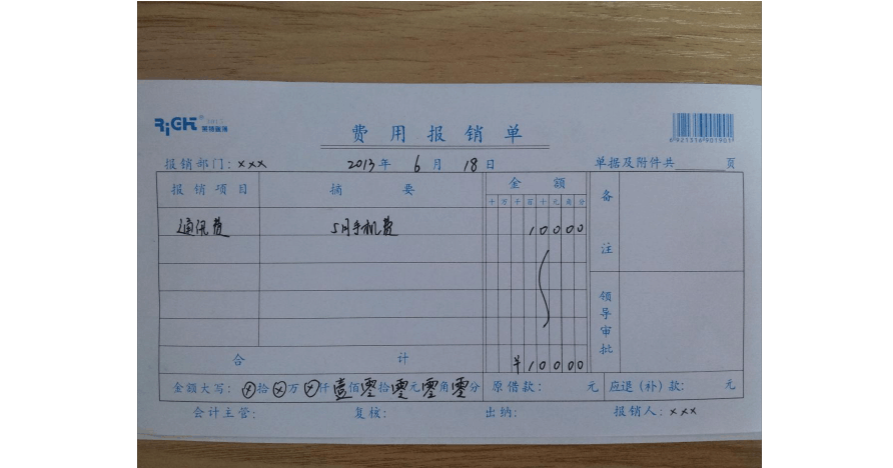 RiCH® 
费用报销单
6921316901901
报销部门：××× 2013年 6月 18日 单据及附件共 页
报销项目 摘要 金额 备注
十万千百十元角分
通讯费 5月手机费 10000
领导审批
合计 ¥10000
金额大写：⊗拾⊗万⊗仟壹佰零拾零元零角零分 原借款： 元 应退（补）款： 元
会计主管： 复核： 出纳： 报销人：×××